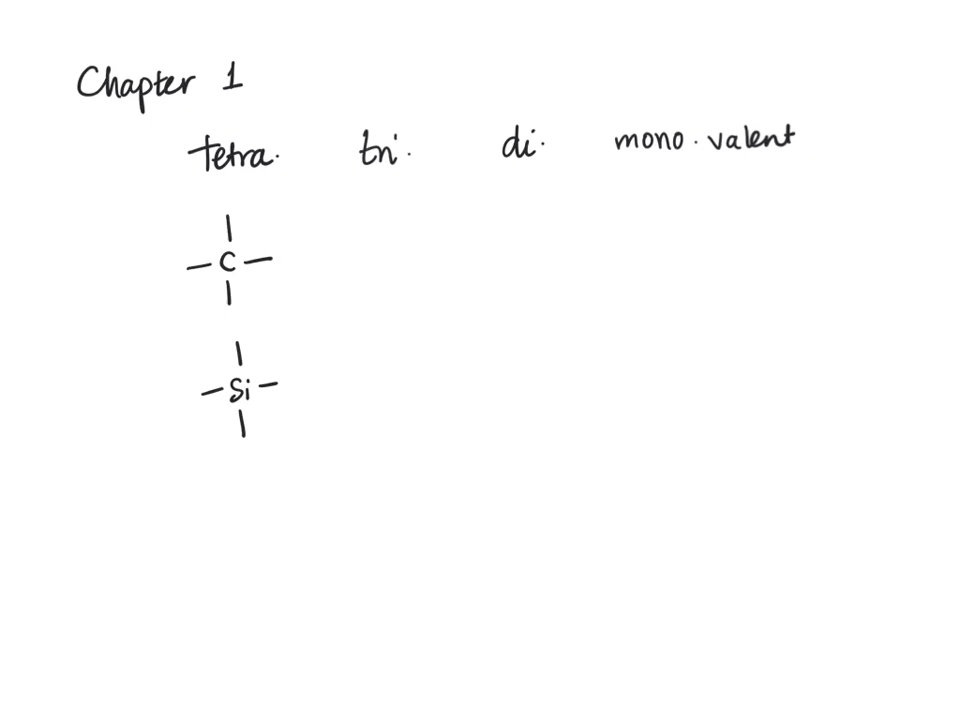 Chapter 1
tetra. tri. di. mono. valent
C
Si